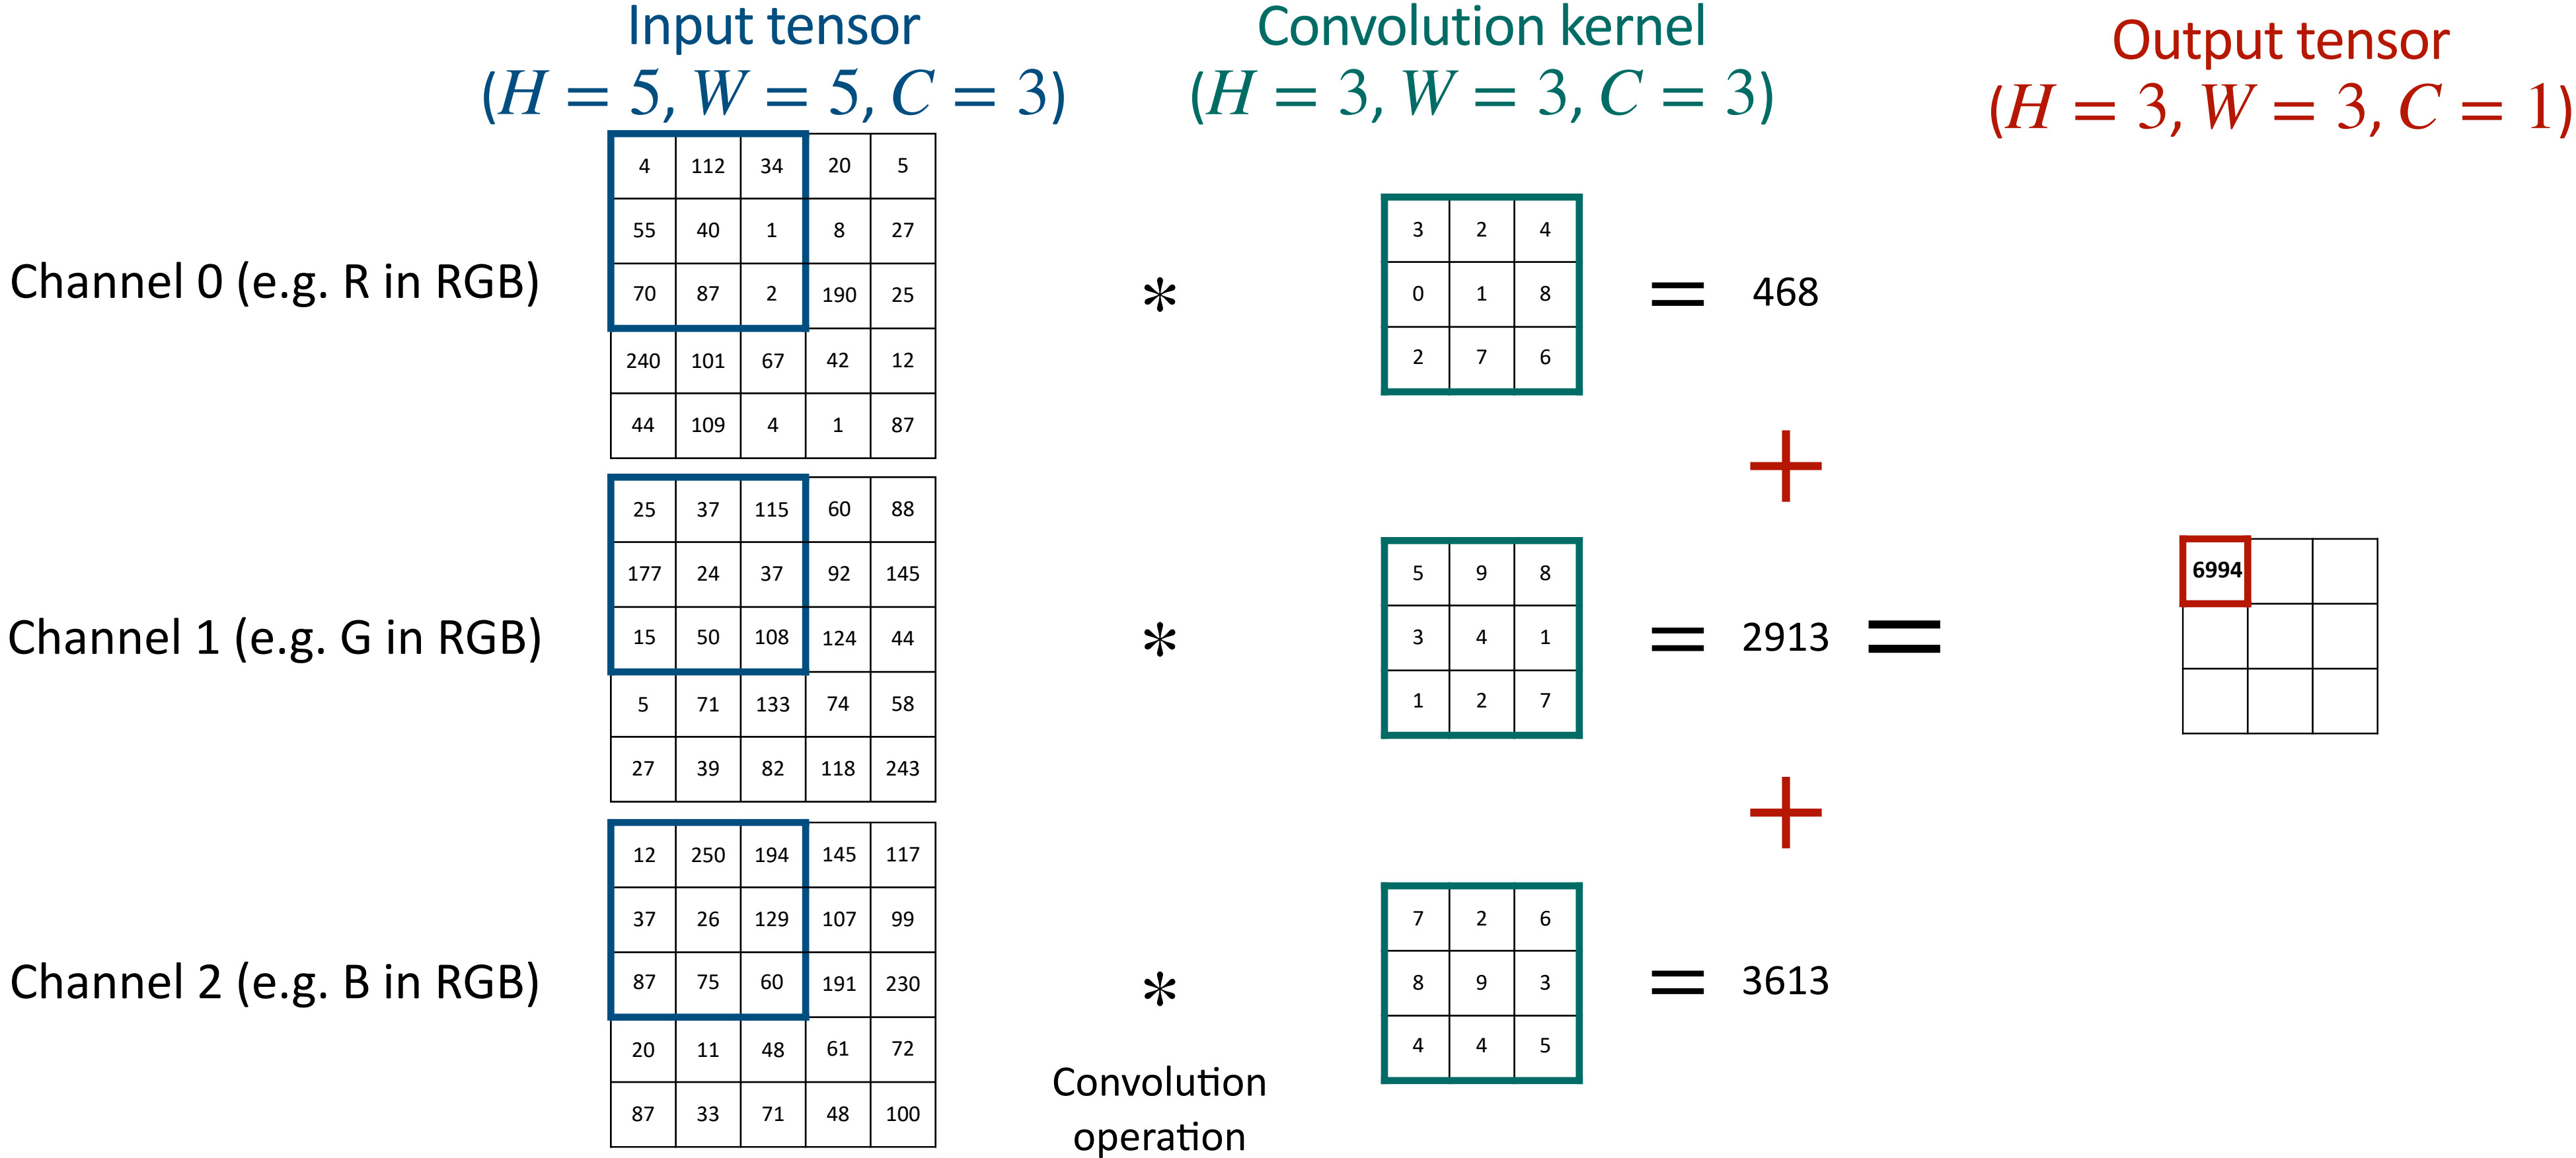 Input tensor
(H = 5, W = 5, C = 3)
Convolution kernel
(H = 3, W = 3, C = 3)
Output tensor
(H = 3, W = 3, C = 1)
Channel 0 (e.g. R in RGB)
4 112 34 20 5
55 40 1 8 27
70 87 2 190 25
240 101 67 42 12
44 109 4 1 87
*
3 2 4
0 1 8
2 7 6
= 468
+
Channel 1 (e.g. G in RGB)
25 37 115 60 88
177 24 37 92 145
15 50 108 124 44
5 71 133 74 58
27 39 82 118 243
*
5 9 8
3 4 1
1 2 7
= 2913 =
6994
+
Channel 2 (e.g. B in RGB)
12 250 194 145 117
37 26 129 107 99
87 75 60 191 230
20 11 48 61 72
87 33 71 48 100
*
7 2 6
8 9 3
4 4 5
= 3613
Convolution
operation